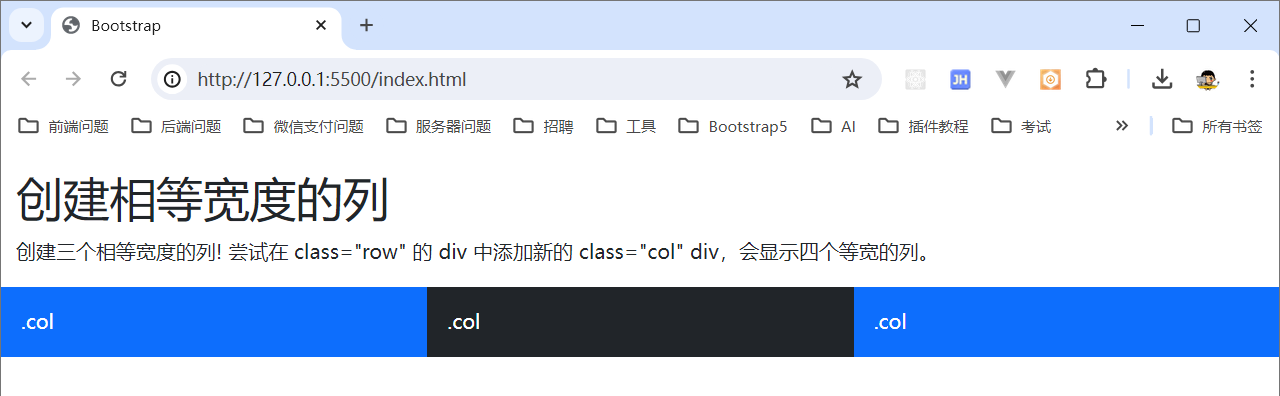 Bootstrap
http://127.0.0.1:5500/index.html
JH
前端问题 后端问题 微信支付问题 服务器问题 招聘 工具 Bootstrap5 AI 插件教程 考试 所有书签
创建相等宽度的列
创建三个相等宽度的列! 尝试在 class="row" 的 div 中添加新的 class="col" div，会显示四个等宽的列。
.col .col .col